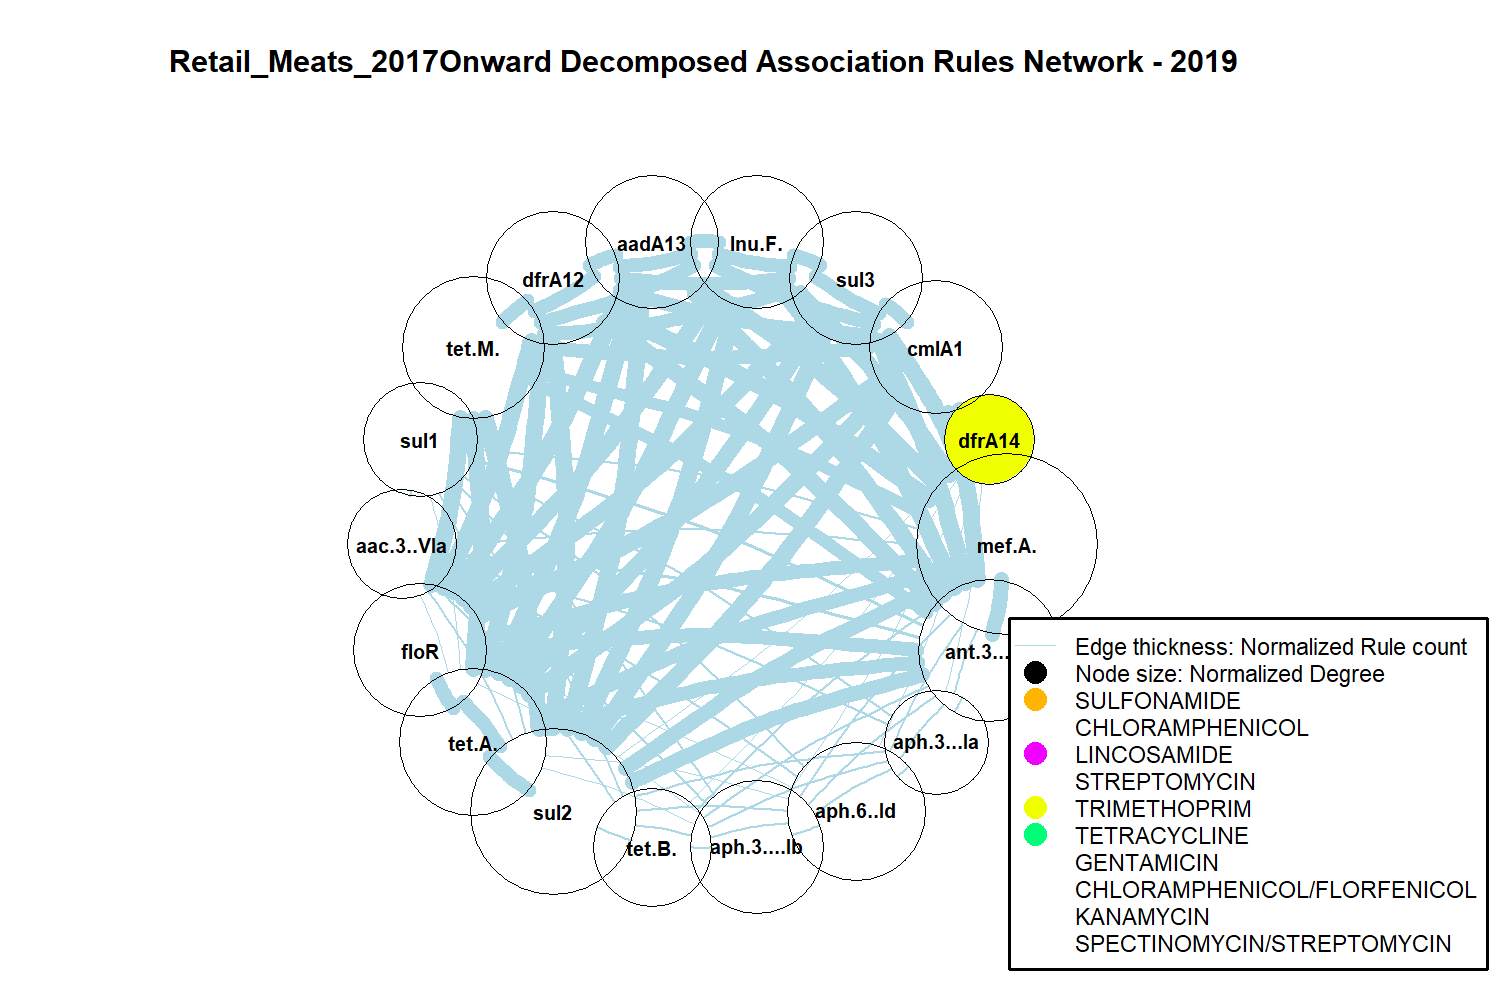 Retail_Meats_2017Onward Decomposed Association Rules Network - 2019
aadA13
lnu.F.
dfrA12
sul3
tet.M.
cmlA1
sul1
dfrA14
aac.3..VIa
mef.A.
floR
ant.3...
tet.A.
aph.3...Ia
sul2
aph.6..Id
tet.B.
aph.3....Ib
Edge thickness: Normalized Rule count
Node size: Normalized Degree
SULFONAMIDE
CHLORAMPHENICOL
LINCOSAMIDE
STREPTOMYCIN
TRIMETHOPRIM
TETRACYCLINE
GENTAMICIN
CHLORAMPHENICOL/FLORFENICOL
KANAMYCIN
SPECTINOMYCIN/STREPTOMYCIN